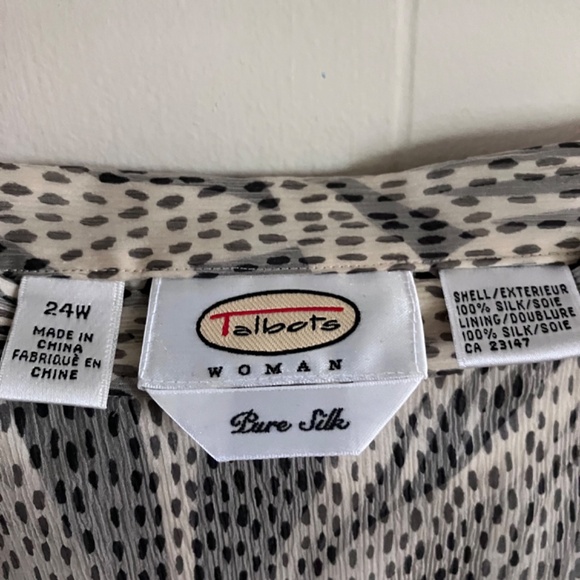 24W
MADE IN
CHINA
FABRIQUÉ EN
CHINE
Talbots
WOMAN
Pure Silk
SHELL/EXTERIEUR
100% SILK/SOIE
LINING/DOUBLURE
100% SILK/SOIE
CA 23147